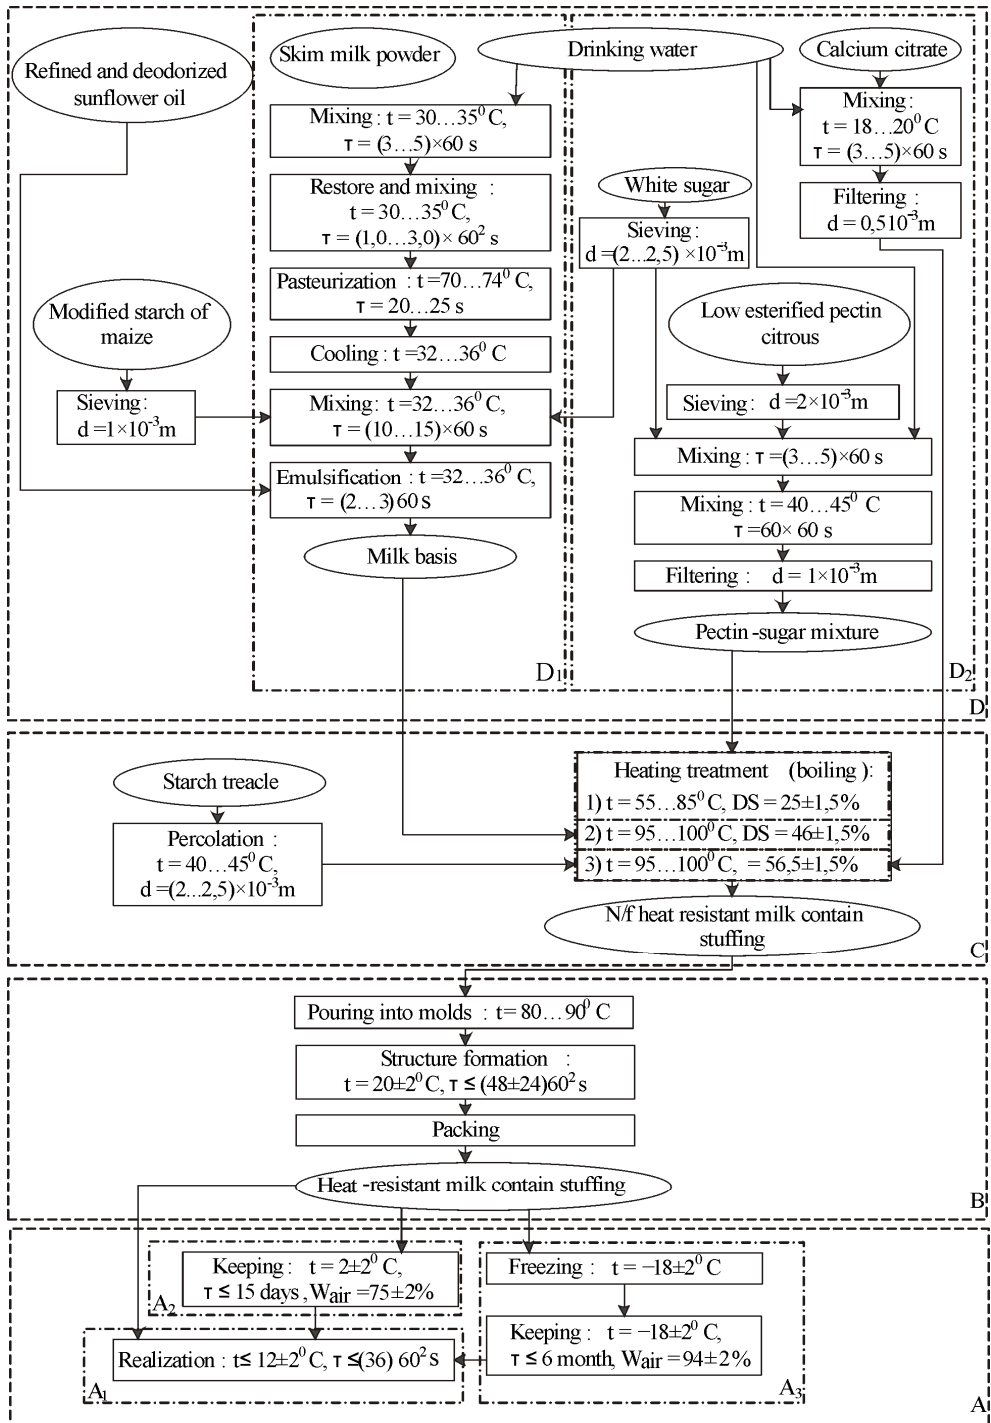 Refined and deodorized
sunflower oil
Skim milk powder
Drinking water
Calcium citrate
Mixing : t = 30…35⁰ C,
τ = (3…5)×60 s
Mixing :
t = 18…20⁰ C
τ = (3…5)×60 s
Restore and mixing :
t = 30…35⁰ C,
τ = (1,0…3,0)× 60² s
White sugar
Filtering :
d = 0,510⁻³ m
Sieving :
d =(2...2,5) ×10⁻³m
Pasteurization : t =70…74⁰ C,
τ = 20…25 s
Modified starch of
maize
Low esterified pectin
citrous
Cooling : t =32…36⁰ C
Sieving :
d =1×10⁻³m
Mixing : t =32…36⁰ C,
τ = (10…15)×60 s
Sieving : d =2×10⁻³m
Mixing : τ =(3…5)×60 s
Emulsification : t =32…36⁰ C,
τ = (2…3) 60 s
Mixing : t = 40…45⁰ C
τ =60× 60 s
Milk basis
Filtering : d = 1×10⁻³m
Pectin -sugar mixture
D₁
D₂
D
Starch treacle
Percolation :
t = 40…45⁰ C,
d =(2...2,5)×10⁻³m
Heating treatment (boiling ):
1) t = 55…85⁰ C, DS = 25±1,5%
2) t = 95…100⁰ C, DS = 46±1,5%
3) t = 95…100⁰ C, = 56,5±1,5%
N/f heat resistant milk contain
stuffing
C
Pouring into molds : t = 80…90⁰ C
Structure formation :
t = 20±2⁰ C, τ ≤ (48±24)60² s
Packing
Heat -resistant milk contain stuffing
B
Keeping : t = 2±2⁰ C,
τ ≤ 15 days , Wair =75±2%
A₂
Freezing : t = −18±2⁰ C
Keeping : t = −18±2⁰ C,
τ ≤ 6 month, Wair =94±2%
Realization : t≤ 12±2⁰ C, τ ≤(36) 60² s
A₁
A₃
A